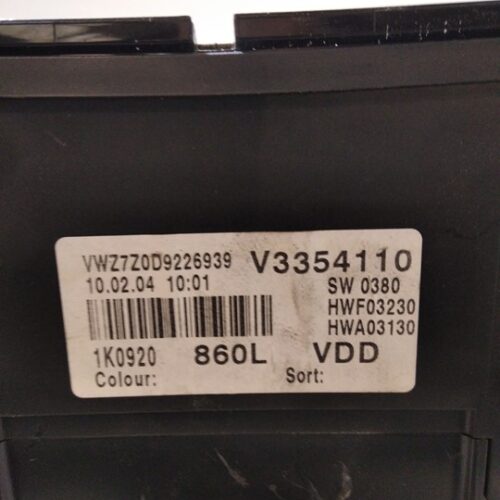 VWZ7Z0D9226939 V3354110
10.02.04 10:01 SW 0380
HWF03230
HWA03130
1K0920 860L VDD
Colour: Sort: